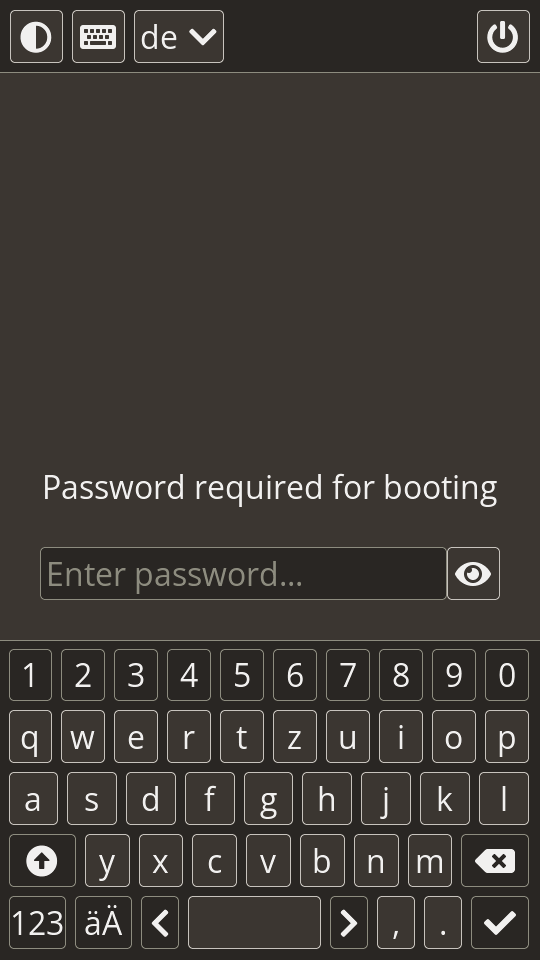 de
Password required for booting
Enter password...
1 2 3 4 5 6 7 8 9 0
q w e r t z u i o p
a s d f g h j k l
y x c v b n m
123 äÄ , .